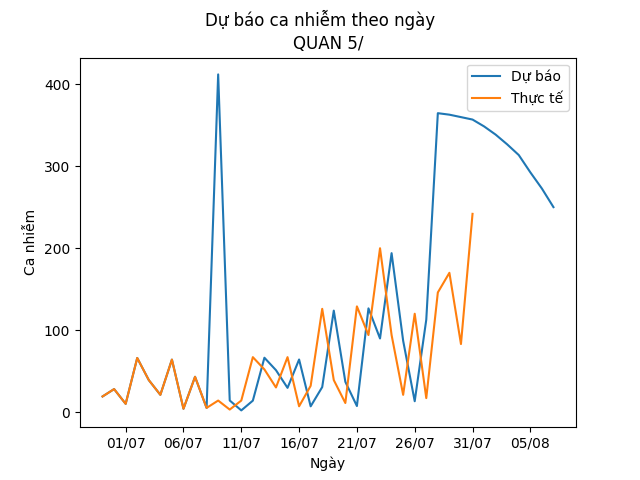 Dự báo ca nhiễm theo ngày
QUAN 5/
Dự báo
Thực tế
Ca nhiễm
400
300
200
100
0
01/07 06/07 11/07 16/07 21/07 26/07 31/07 05/08
Ngày